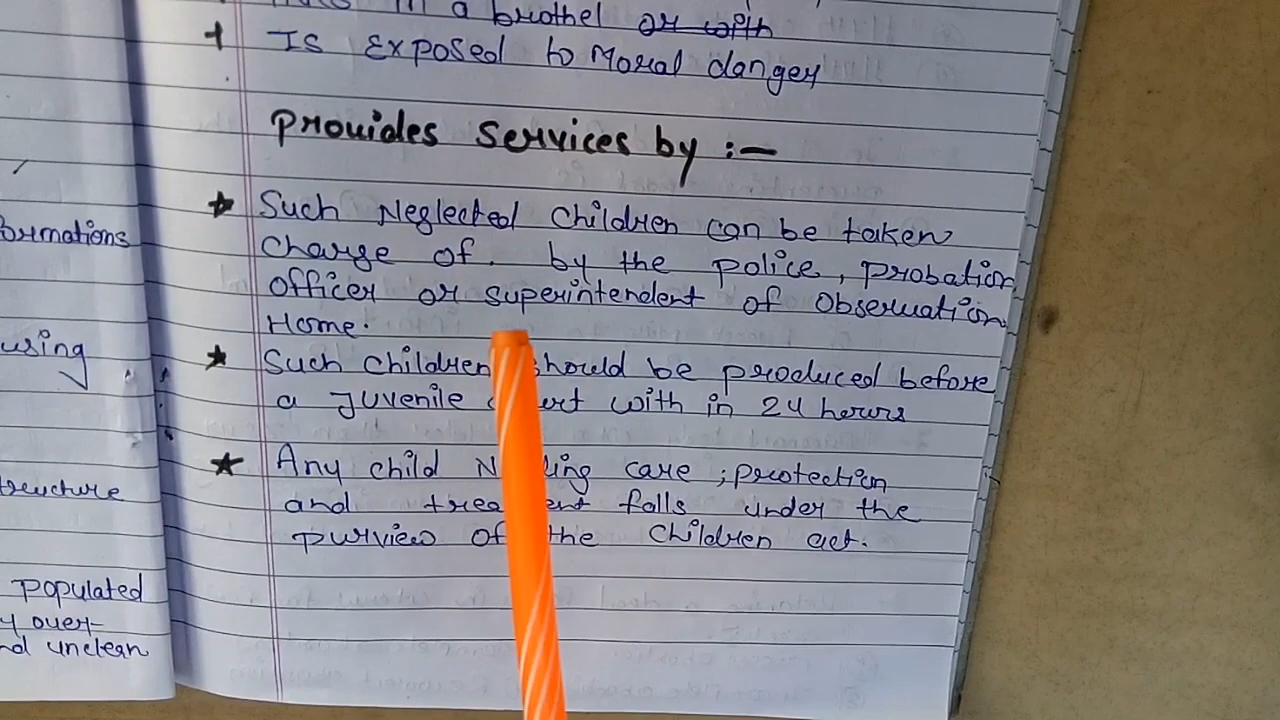 in a brothel or with
+ Is Exposed to Moral danger
Provides Services by :-
★ Such Neglected Children can be taken
charge of. by the police, probation
officer or superintendent of Observation
Home.
★ Such children should be produced before
a Juvenile with in 24 hours
★ Any child care ; protection
and falls under the
purview of the Children act.
formations
using
structure
populated
y over-
nd unclean